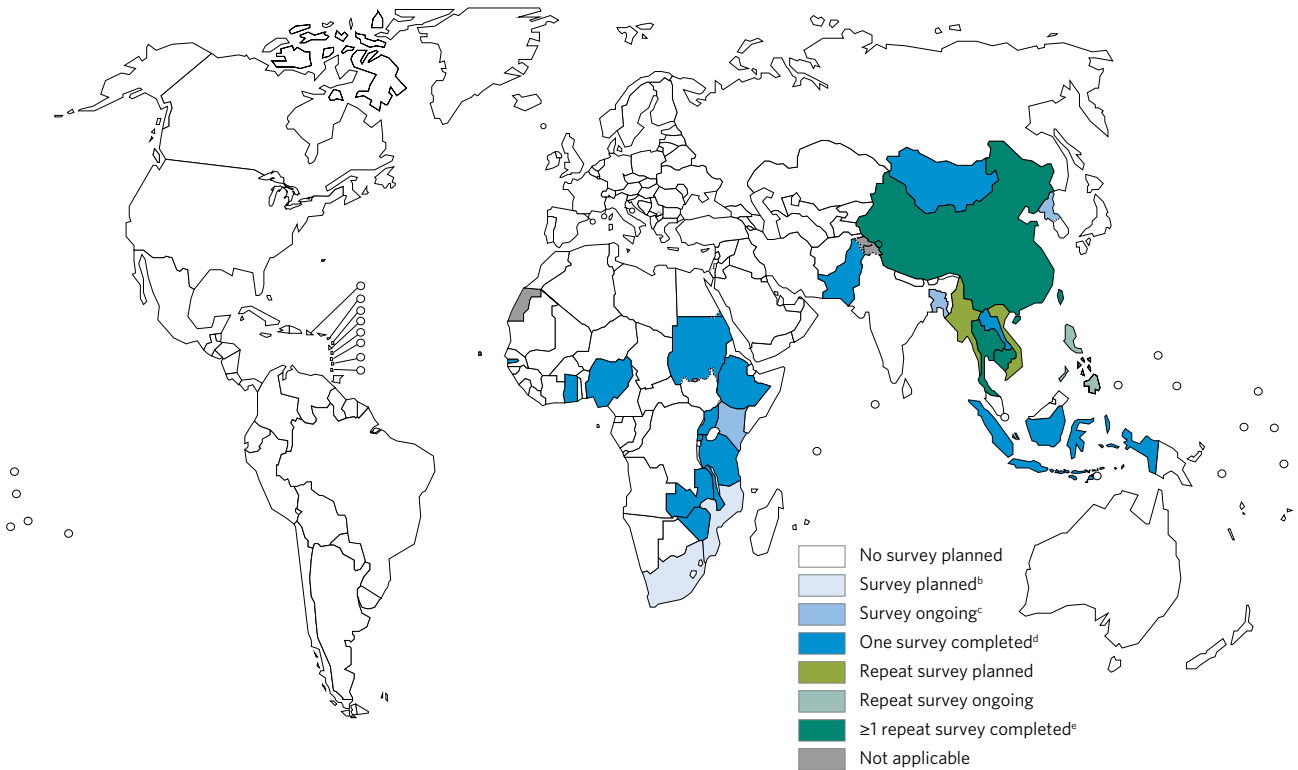 No survey planned
Survey plannedᵇ
Survey ongoingᶜ
One survey completedᵈ
Repeat survey planned
Repeat survey ongoing
≥1 repeat survey completedᵉ
Not applicable